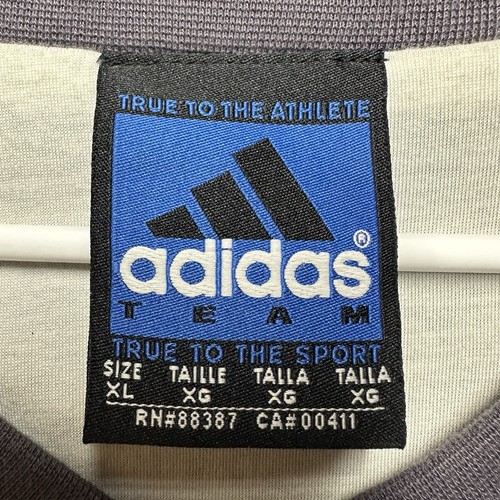 TRUE TO THE ATHLETE
adidas®
TEAM
TRUE TO THE SPORT
SIZE TAILLE TALLA TALLA
XL XG XG XG
RN#88387 CA#00411